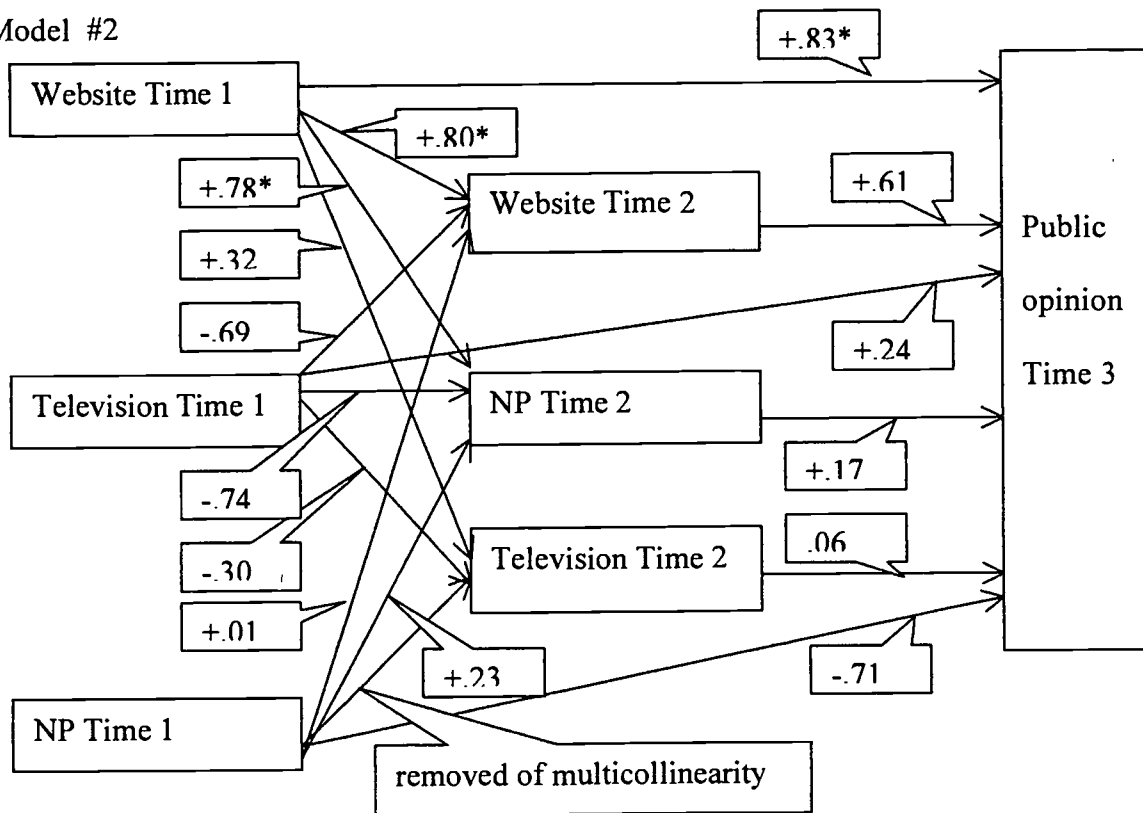 Model #2
+.83*
Website Time 1
+.80*
+.78*
Website Time 2
+.61
+.32
Public
opinion
Time 3
-.69
+.24
Television Time 1
NP Time 2
-.74
+.17
-.30
Television Time 2
.06
+.01
+.23
-.71
NP Time 1
removed of multicollinearity